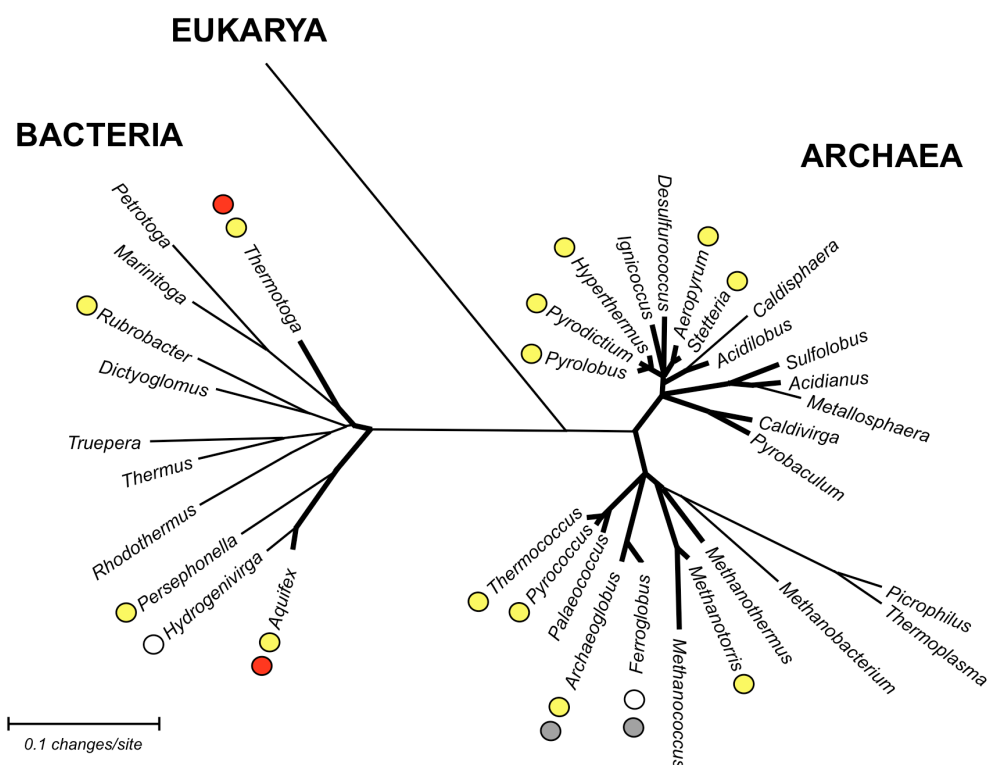 EUKARYA
BACTERIA
ARCHAEA
Petrotoga
Marinitoga
Thermotoga
Rubrobacter
Dictyoglomus
Truepera
Thermus
Rhodothermus
Persephonella
Hydrogenivirga
Aquifex
Pyrolobus
Pyrodictium
Hyperthermus
Ignicoccus
Desulfurococcus
Aeropyrum
Stetteria
Caldisphaera
Acidilobus
Sulfolobus
Acidianus
Metallosphaera
Caldivirga
Pyrobaculum
Thermococcus
Pyrococcus
Palaeococcus
Archaeoglobus
Ferroglobus
Methanococcus
Methanotorris
Methanothermus
Methanobacterium
Picrophilus
Thermoplasma
0.1 changes/site